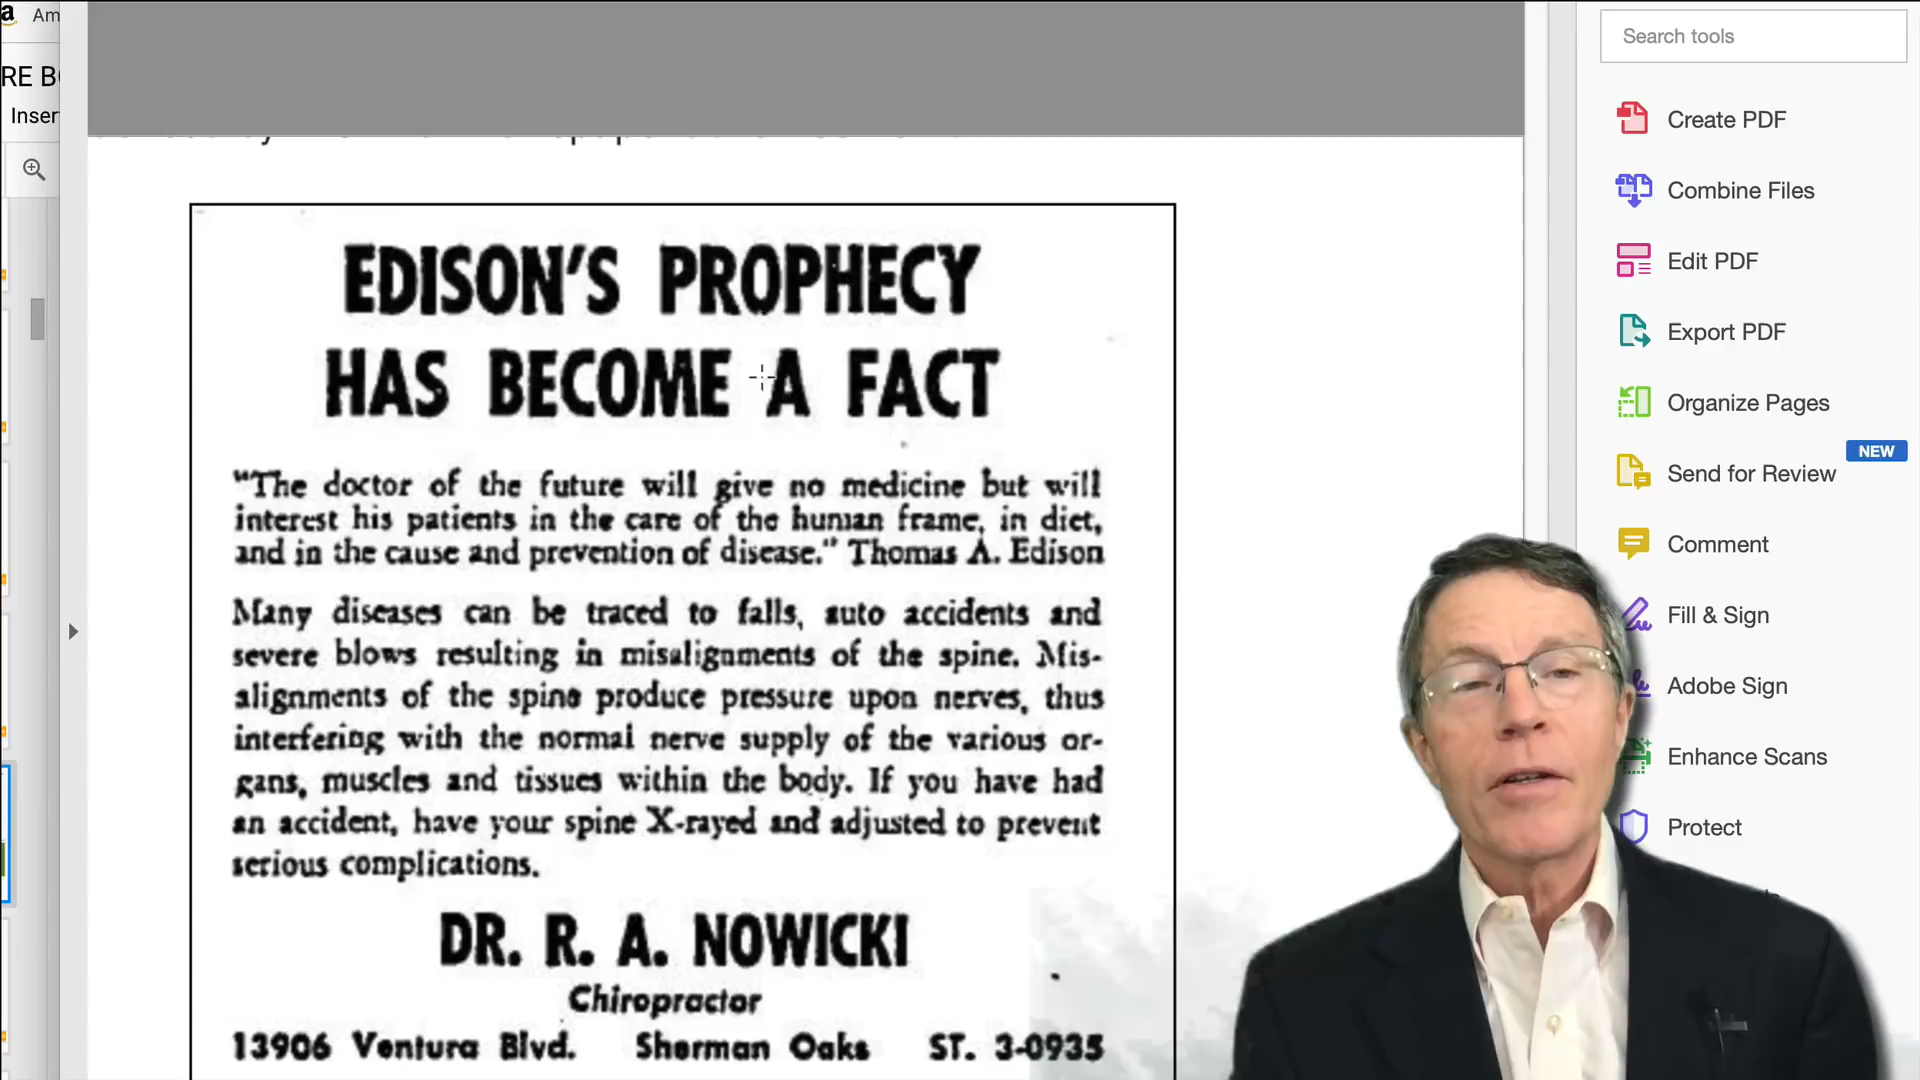 a
Am
RE B
Inser
EDISON'S PROPHECY
HAS BECOME A FACT
"The doctor of the future will give no medicine but will
interest his patients in the care of the human frame, in diet,
and in the cause and prevention of disease." Thomas A. Edison
Many diseases can be traced to falls, auto accidents and
severe blows resulting in misalignments of the spine. Mis-
alignments of the spine produce pressure upon nerves, thus
interfering with the normal nerve supply of the various or-
gans, muscles and tissues within the body. If you have had
an accident, have your spine X-rayed and adjusted to prevent
serious complications.
DR. R. A. NOWICKI
Chiropractor
13906 Ventura Blvd. Sherman Oaks ST. 3-0935
Search tools
Create PDF
Combine Files
Edit PDF
Export PDF
Organize Pages
NEW
Send for Review
Comment
Fill & Sign
Adobe Sign
Enhance Scans
Protect